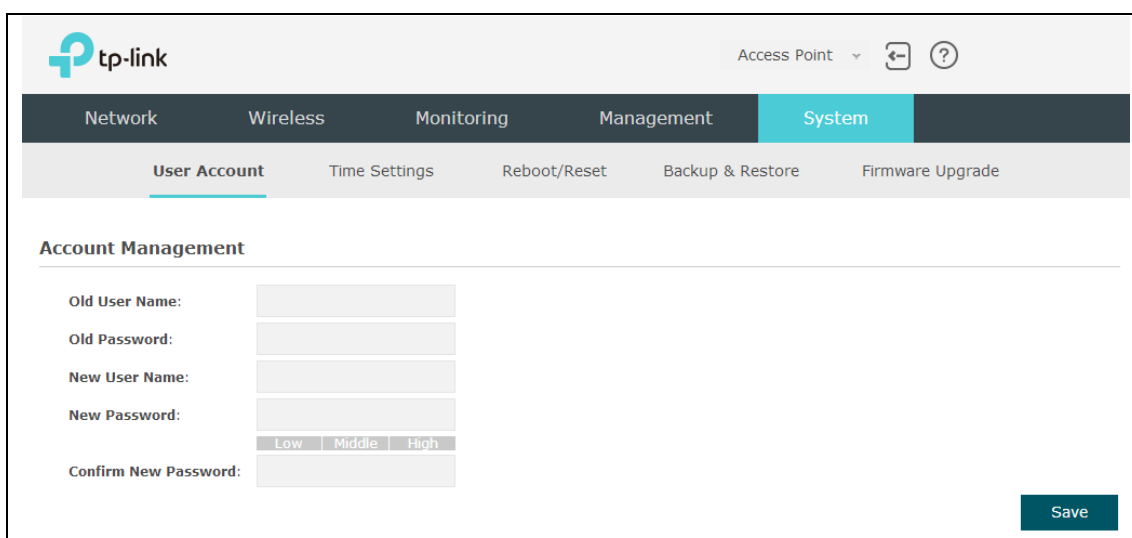 tp-link
Access Point
?
Network Wireless Monitoring Management System
User Account Time Settings Reboot/Reset Backup & Restore Firmware Upgrade
Account Management
Old User Name:
Old Password:
New User Name:
New Password:
Low Middle High
Confirm New Password:
Save